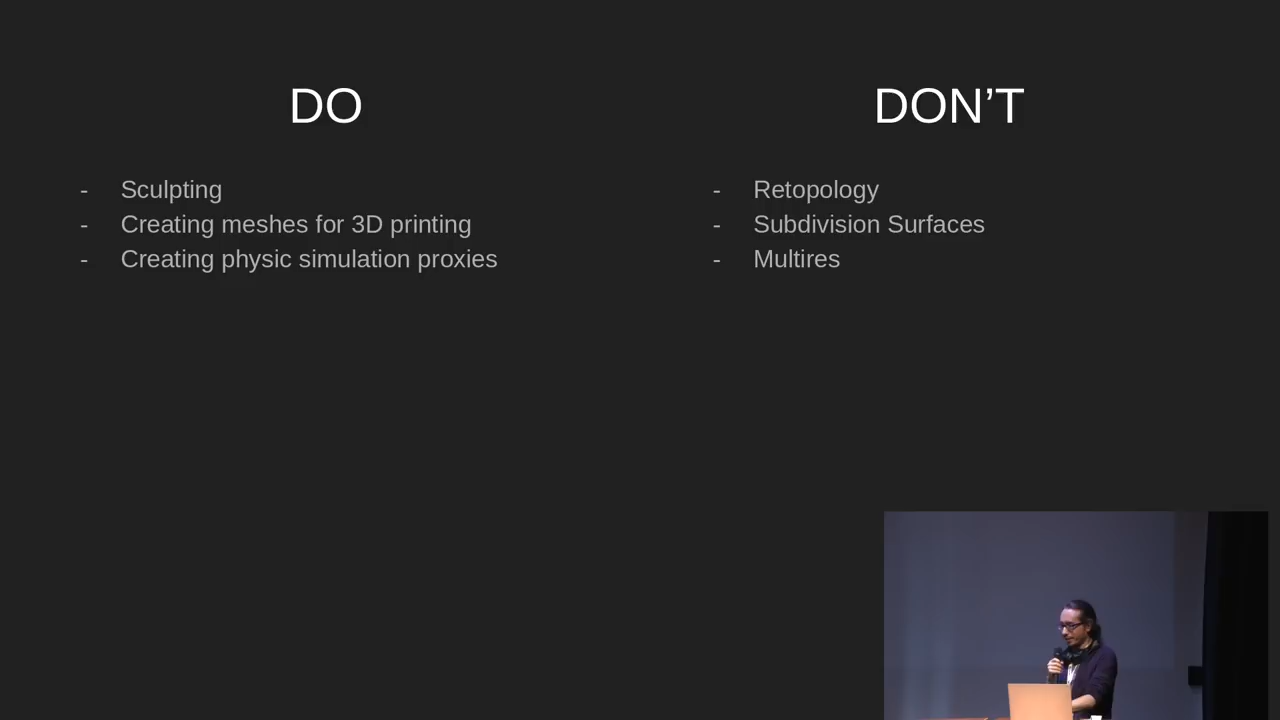 DO
- Sculpting
- Creating meshes for 3D printing
- Creating physic simulation proxies
DON’T
- Retopology
- Subdivision Surfaces
- Multires